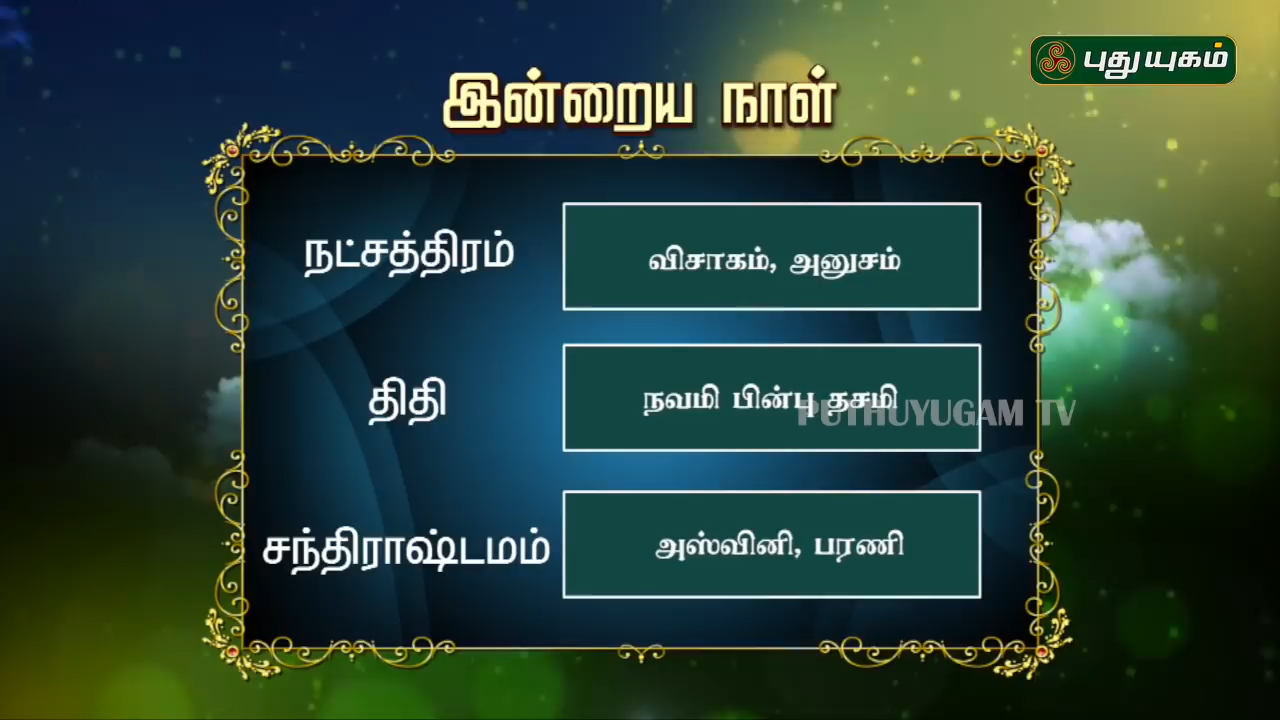 புதுயுகம்
இன்றைய நாள்
நட்சத்திரம் விசாகம், அனுசம்
திதி நவமி பின்பு தசமி
PUTHUYUGAM TV
சந்திராஷ்டமம் அஸ்வினி, பரணி